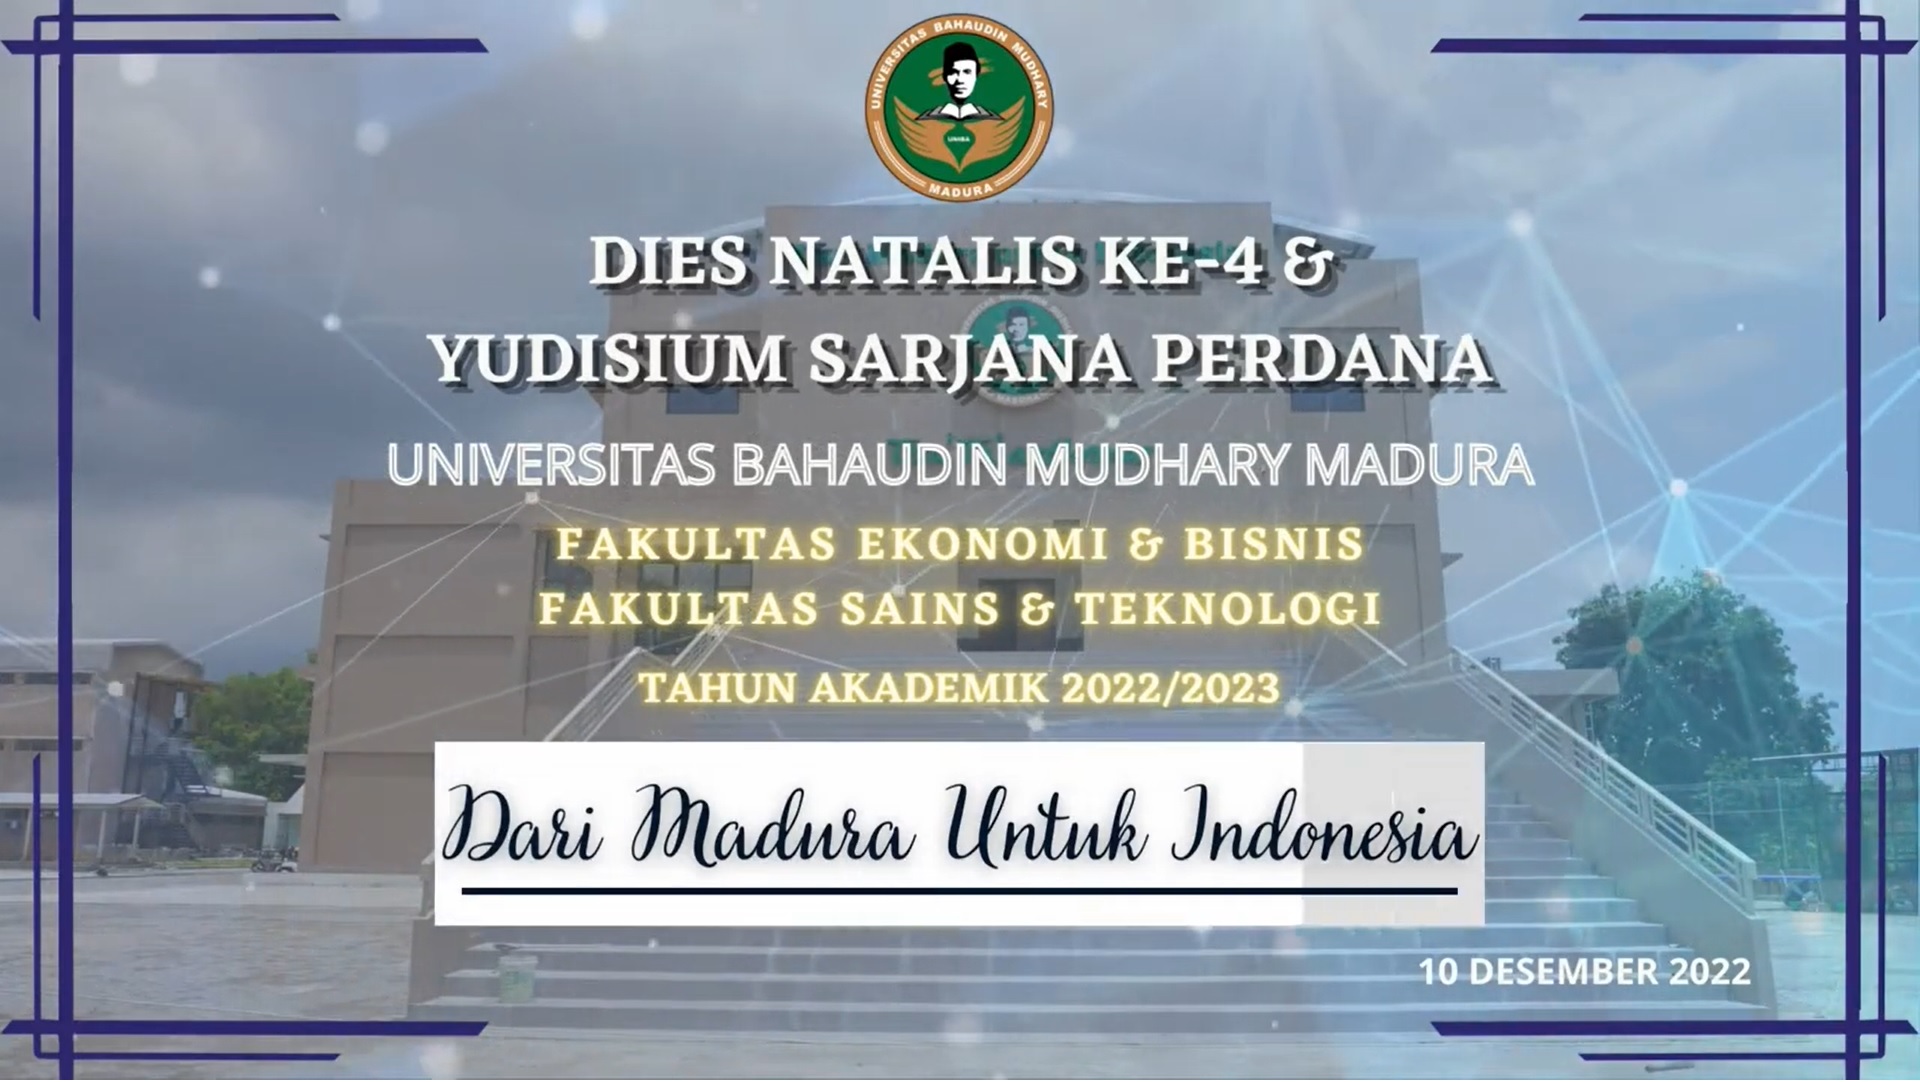 UNIVERSITAS BAHAUDIN MUDHARY
UNIBA
MADURA
DIES NATALIS KE-4 &
YUDISIUM SARJANA PERDANA
UNIVERSITAS BAHAUDIN MUDHARY MADURA
FAKULTAS EKONOMI & BISNIS
FAKULTAS SAINS & TEKNOLOGI
TAHUN AKADEMIK 2022/2023
Dari Madura Untuk Indonesia
10 DESEMBER 2022